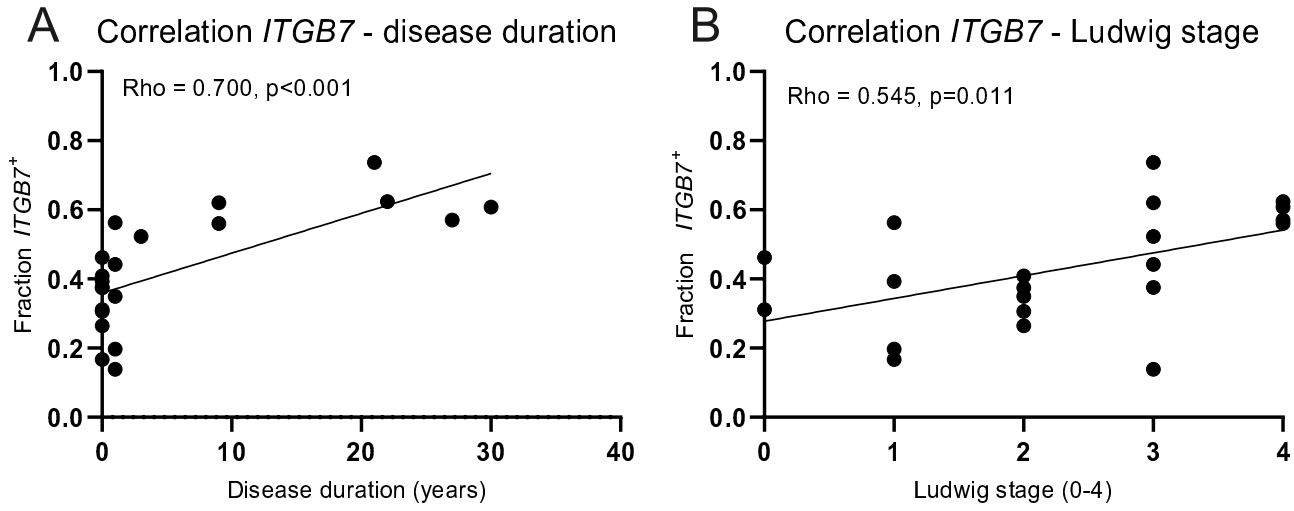 A
Correlation ITGB7 - disease duration
Rho = 0.700, p<0.001
Fraction ITGB7+
1.0
0.8
0.6
0.4
0.2
0.0
0 10 20 30 40
Disease duration (years)
B
Correlation ITGB7 - Ludwig stage
Rho = 0.545, p=0.011
Fraction ITGB7+
1.0
0.8
0.6
0.4
0.2
0.0
0 1 2 3 4
Ludwig stage (0-4)